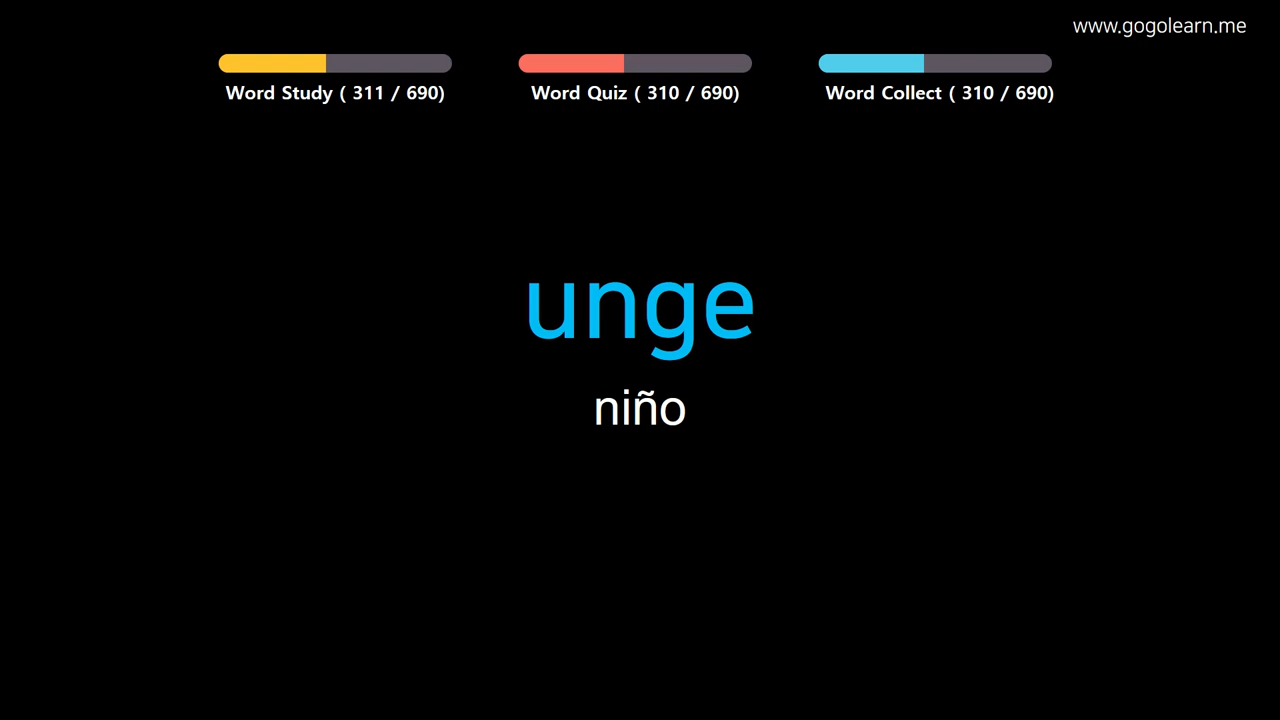 www.gogolearn.me
Word Study ( 311 / 690)
Word Quiz ( 310 / 690)
Word Collect ( 310 / 690)
unge
niño